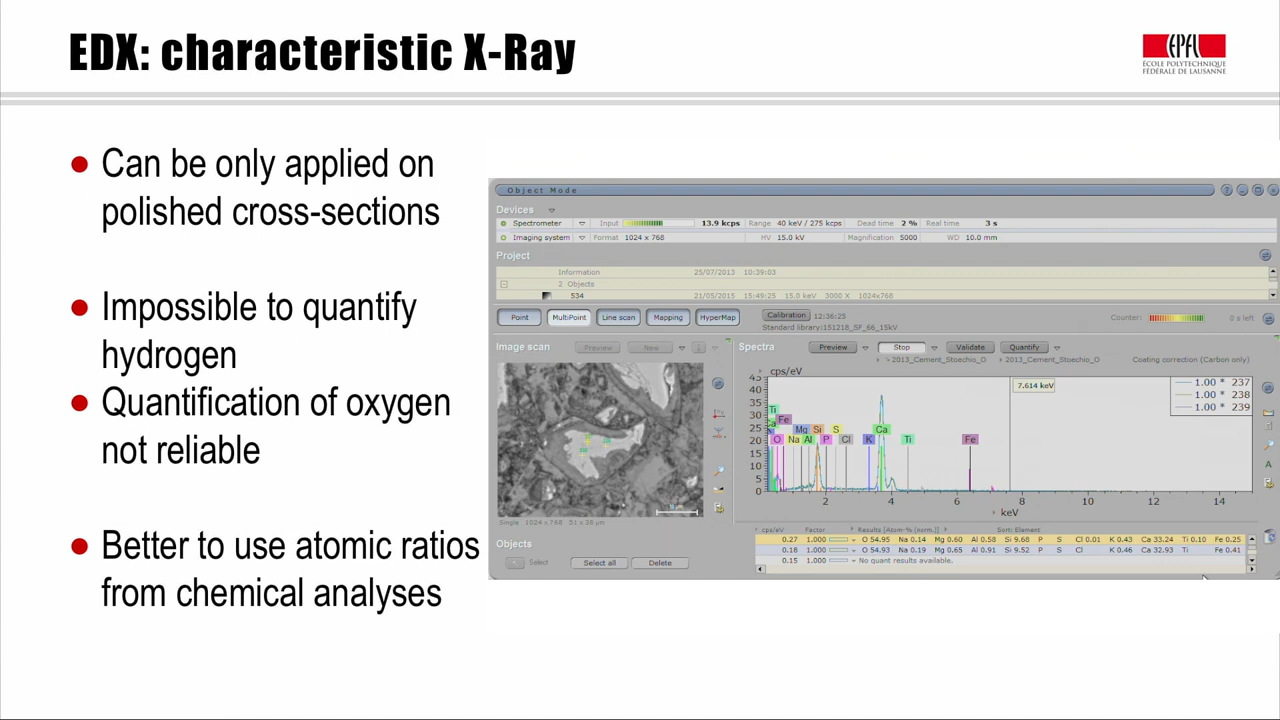 EDX: characteristic X-Ray
EPFL
ÉCOLE POLYTECHNIQUE
FÉDÉRALE DE LAUSANNE
● Can be only applied on
polished cross-sections
● Impossible to quantify
hydrogen
● Quantification of oxygen
not reliable
● Better to use atomic ratios
from chemical analyses
Object Mode
Devices
Spectrometer Input 13.9 kcps Range 40 keV / 275 kcps Dead time 2 % Real time 3 s
Imaging system Format 1024 x 768 HV 15.0 kV Magnification 5000 WD 10.0 mm
Project
Information 25/07/2013 10:39:03
2 Objects
534 21/05/2015 15:49:25 15.0 keV 3000 X 1024x768
Point MultiPoint Line scan Mapping HyperMap Calibration 12:36:25 Counter: 0 s left
Standard library:151218_SF_66_15kV
Image scan Preview New Spectra Preview Stop Validate Quantify
2013_Cement_Stoechio_O 2013_Cement_Stoechio_O Coating correction (Carbon only)
cps/eV
7.614 keV
1.00 * 237
1.00 * 238
1.00 * 239
45
40
35
30
25
20
15
10
5
0
Ti
Fe
Ca
Mg Si S Ca
O Na Al P Cl K Ti Fe
2 4 6 8 10 12 14
keV
Single 1024 x 768 51 x 38 µm
Objects
Select Select all Delete
cps/eV Factor Results [Atom-% (norm.)] Sort: Element
0.27 1.000 O 54.95 Na 0.14 Mg 0.60 Al 0.58 Si 9.68 P S Cl 0.01 K 0.43 Ca 33.24 Ti 0.10 Fe 0.25
0.18 1.000 O 54.93 Na 0.19 Mg 0.65 Al 0.91 Si 9.52 P S Cl K 0.46 Ca 32.93 Ti Fe 0.41
0.15 1.000 No quant results available.